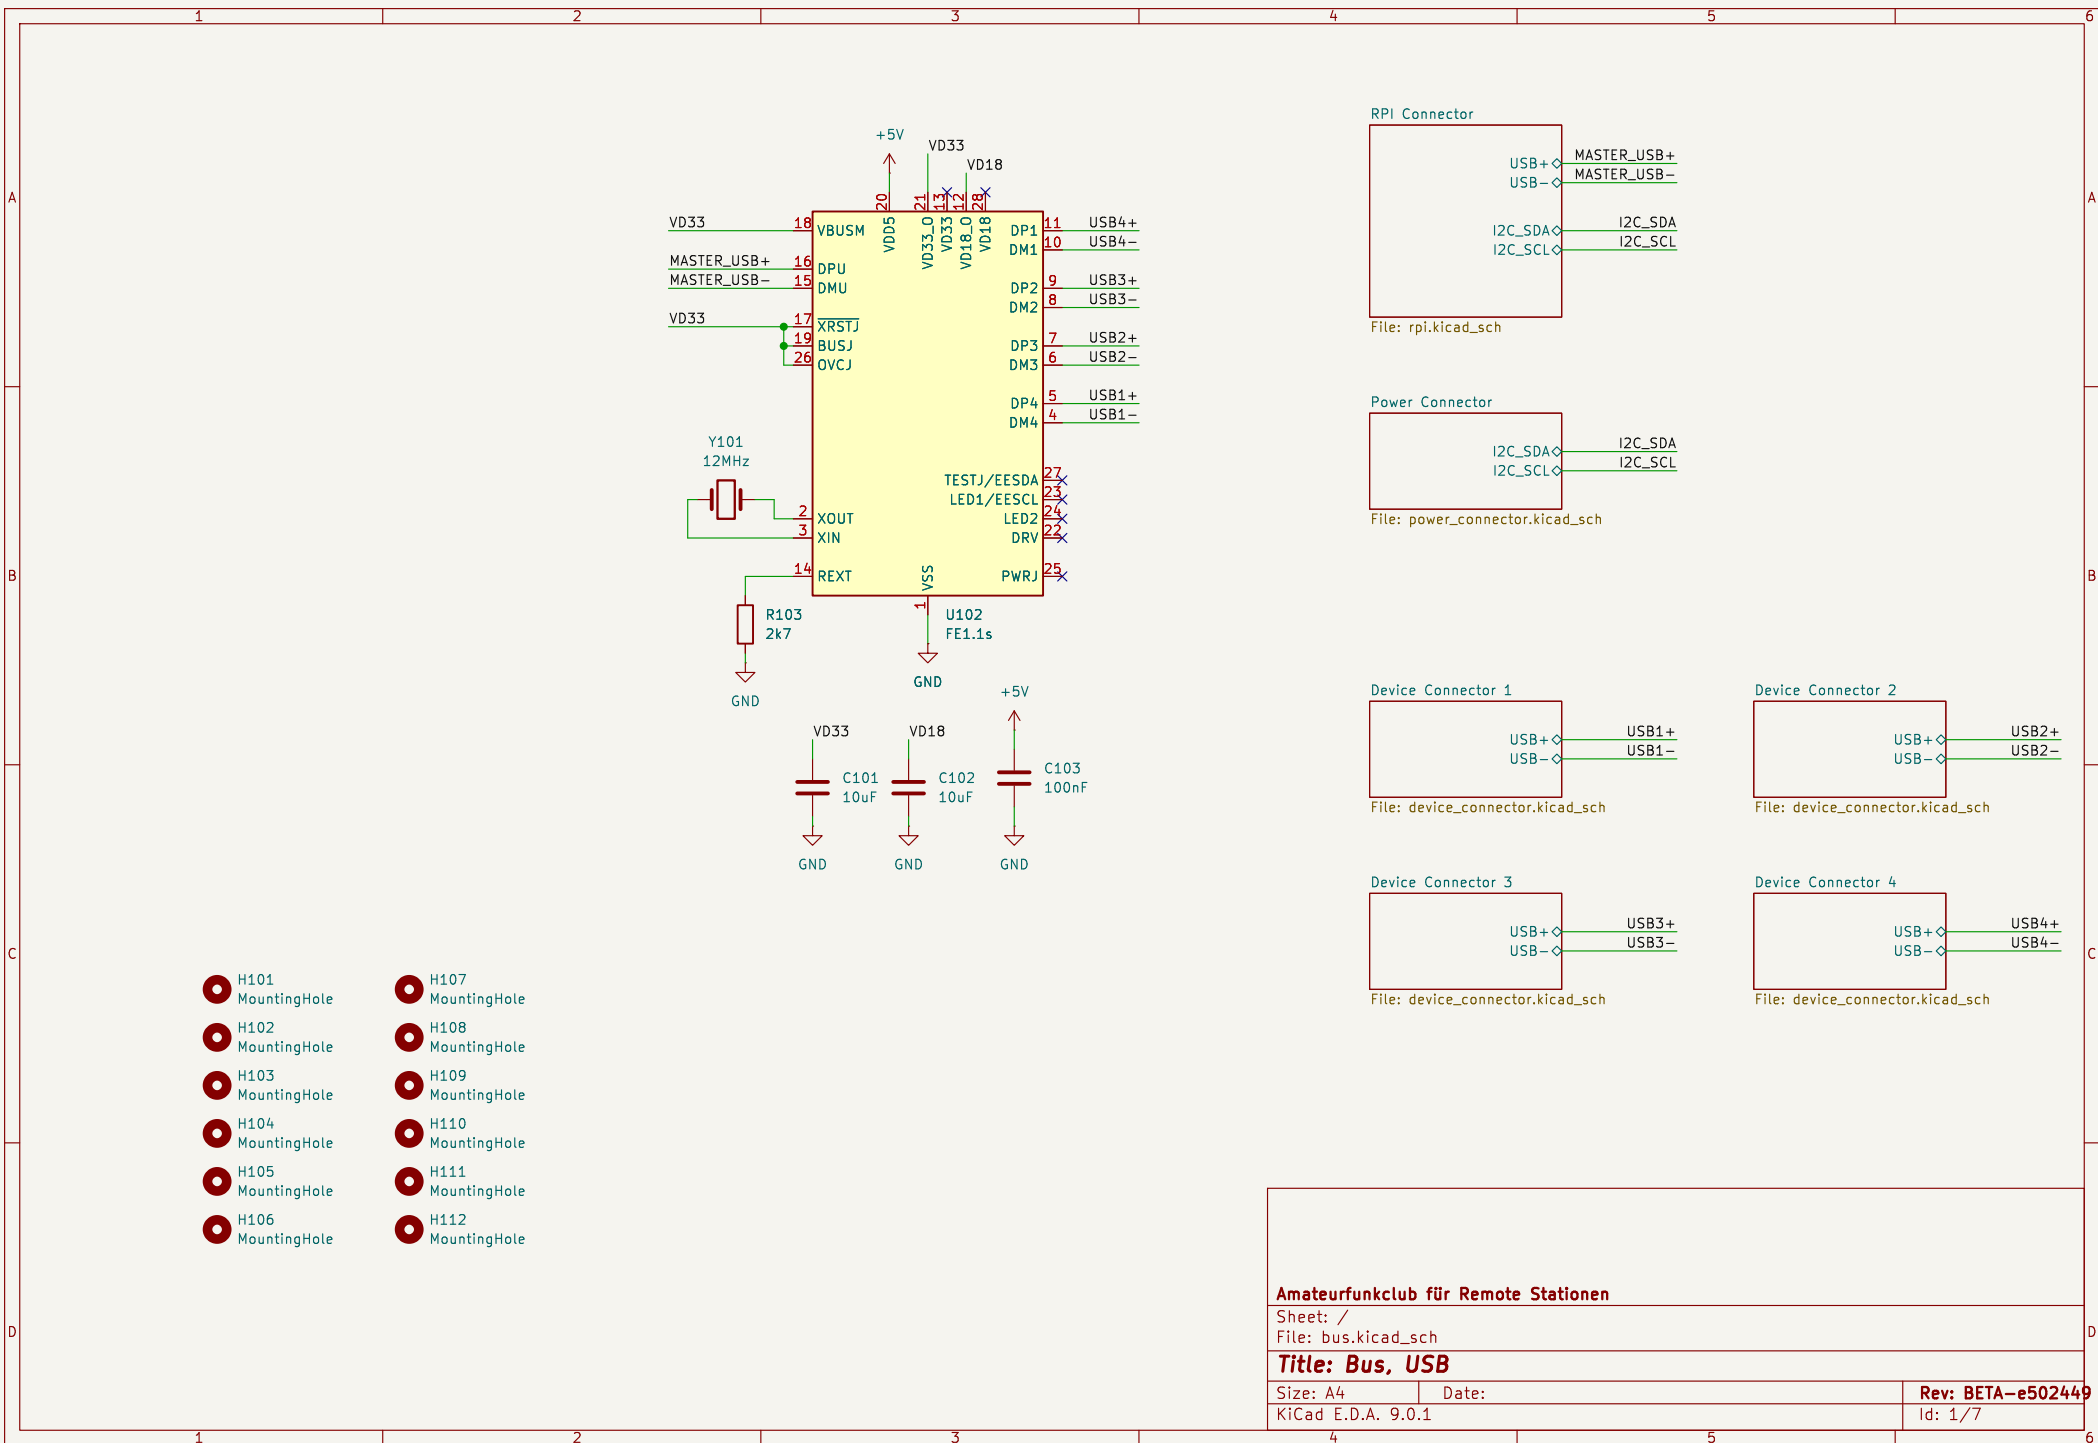 1 2 3 4 5 6
A
B
C
D
A
B
C
D
1 2 3 4 5 6
+5V
VD33
VD18
20
21
13
12
28
VDD5
VD33_O
VD33
VD18_O
VD18
VD33
18 VBUSM
MASTER_USB+
16 DPU
MASTER_USB-
15 DMU
VD33
17 XRSTJ
19 BUSJ
26 OVCJ
Y101
12MHz
2 XOUT
3 XIN
14 REXT
R103
2k7
GND
VSS
1
U102
FE1.1s
GND
DP1 11 USB4+
DM1 10 USB4-
DP2 9 USB3+
DM2 8 USB3-
DP3 7 USB2+
DM3 6 USB2-
DP4 5 USB1+
DM4 4 USB1-
TESTJ/EESDA 27
LED1/EESCL 23
LED2 24
DRV 22
PWRJ 25
VD33
C101
10uF
GND
VD18
C102
10uF
GND
+5V
C103
100nF
GND
RPI Connector
USB+ MASTER_USB+
USB- MASTER_USB-
I2C_SDA I2C_SDA
I2C_SCL I2C_SCL
File: rpi.kicad_sch
Power Connector
I2C_SDA I2C_SDA
I2C_SCL I2C_SCL
File: power_connector.kicad_sch
Device Connector 1
USB+ USB1+
USB- USB1-
File: device_connector.kicad_sch
Device Connector 2
USB+ USB2+
USB- USB2-
File: device_connector.kicad_sch
Device Connector 3
USB+ USB3+
USB- USB3-
File: device_connector.kicad_sch
Device Connector 4
USB+ USB4+
USB- USB4-
File: device_connector.kicad_sch
H101
MountingHole
H102
MountingHole
H103
MountingHole
H104
MountingHole
H105
MountingHole
H106
MountingHole
H107
MountingHole
H108
MountingHole
H109
MountingHole
H110
MountingHole
H111
MountingHole
H112
MountingHole
Amateurfunkclub für Remote Stationen
Sheet: /
File: bus.kicad_sch
Title: Bus, USB
Size: A4 Date: Rev: BETA-e502449
KiCad E.D.A. 9.0.1 Id: 1/7